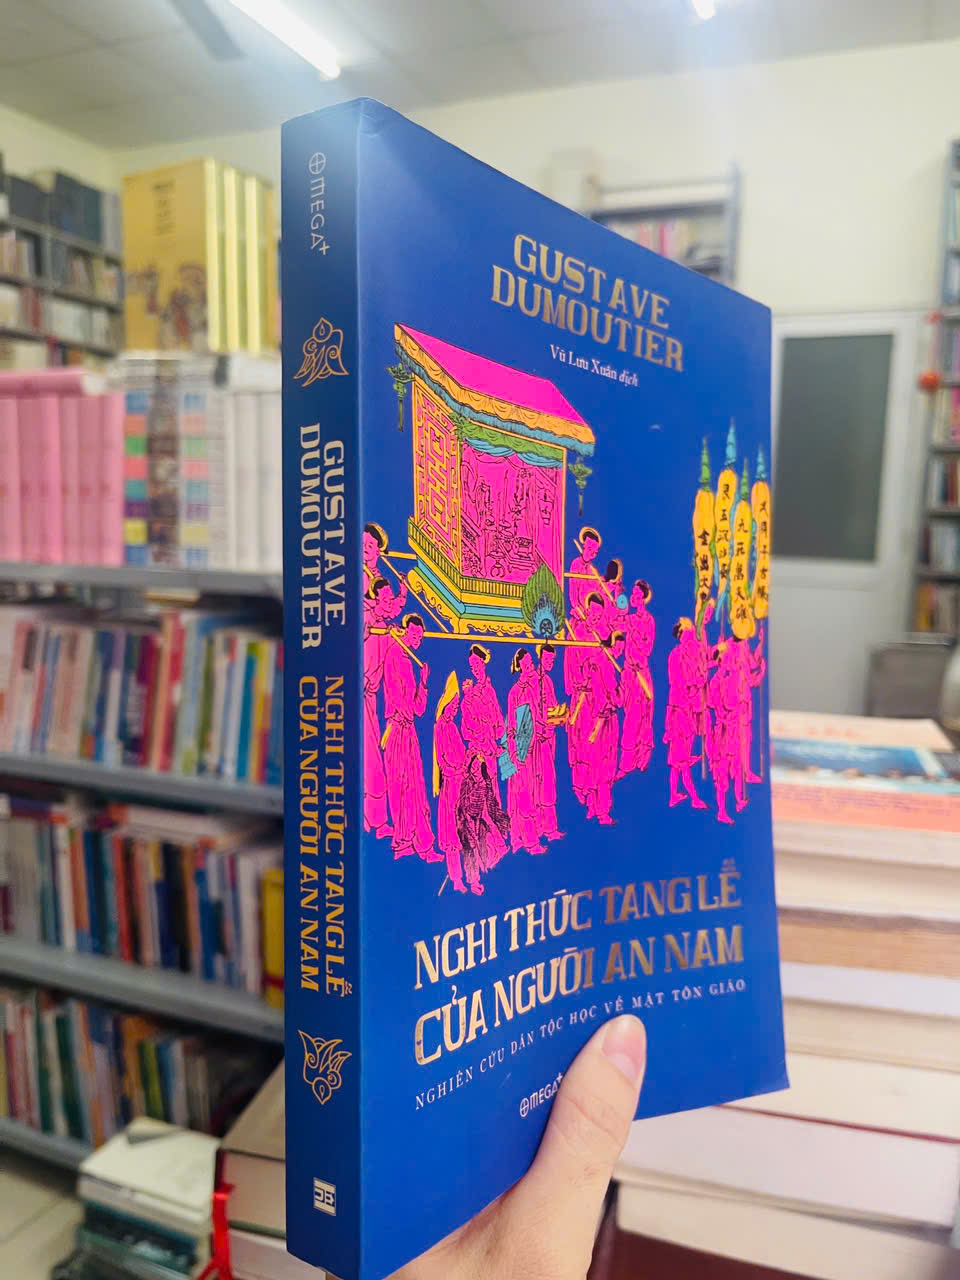 OMEGA+
GUSTAVE
DUMOUTIER
NGHI THỨC TANG LỄ
CỦA NGƯỜI AN NAM
GUSTAVE
DUMOUTIER
Vũ Lưu Xuân dịch
NGHI THỨC TANG LỄ
CỦA NGƯỜI AN NAM
NGHIÊN CỨU DÂN TỘC HỌC VỀ MẶT TÔN GIÁO
OMEGA+